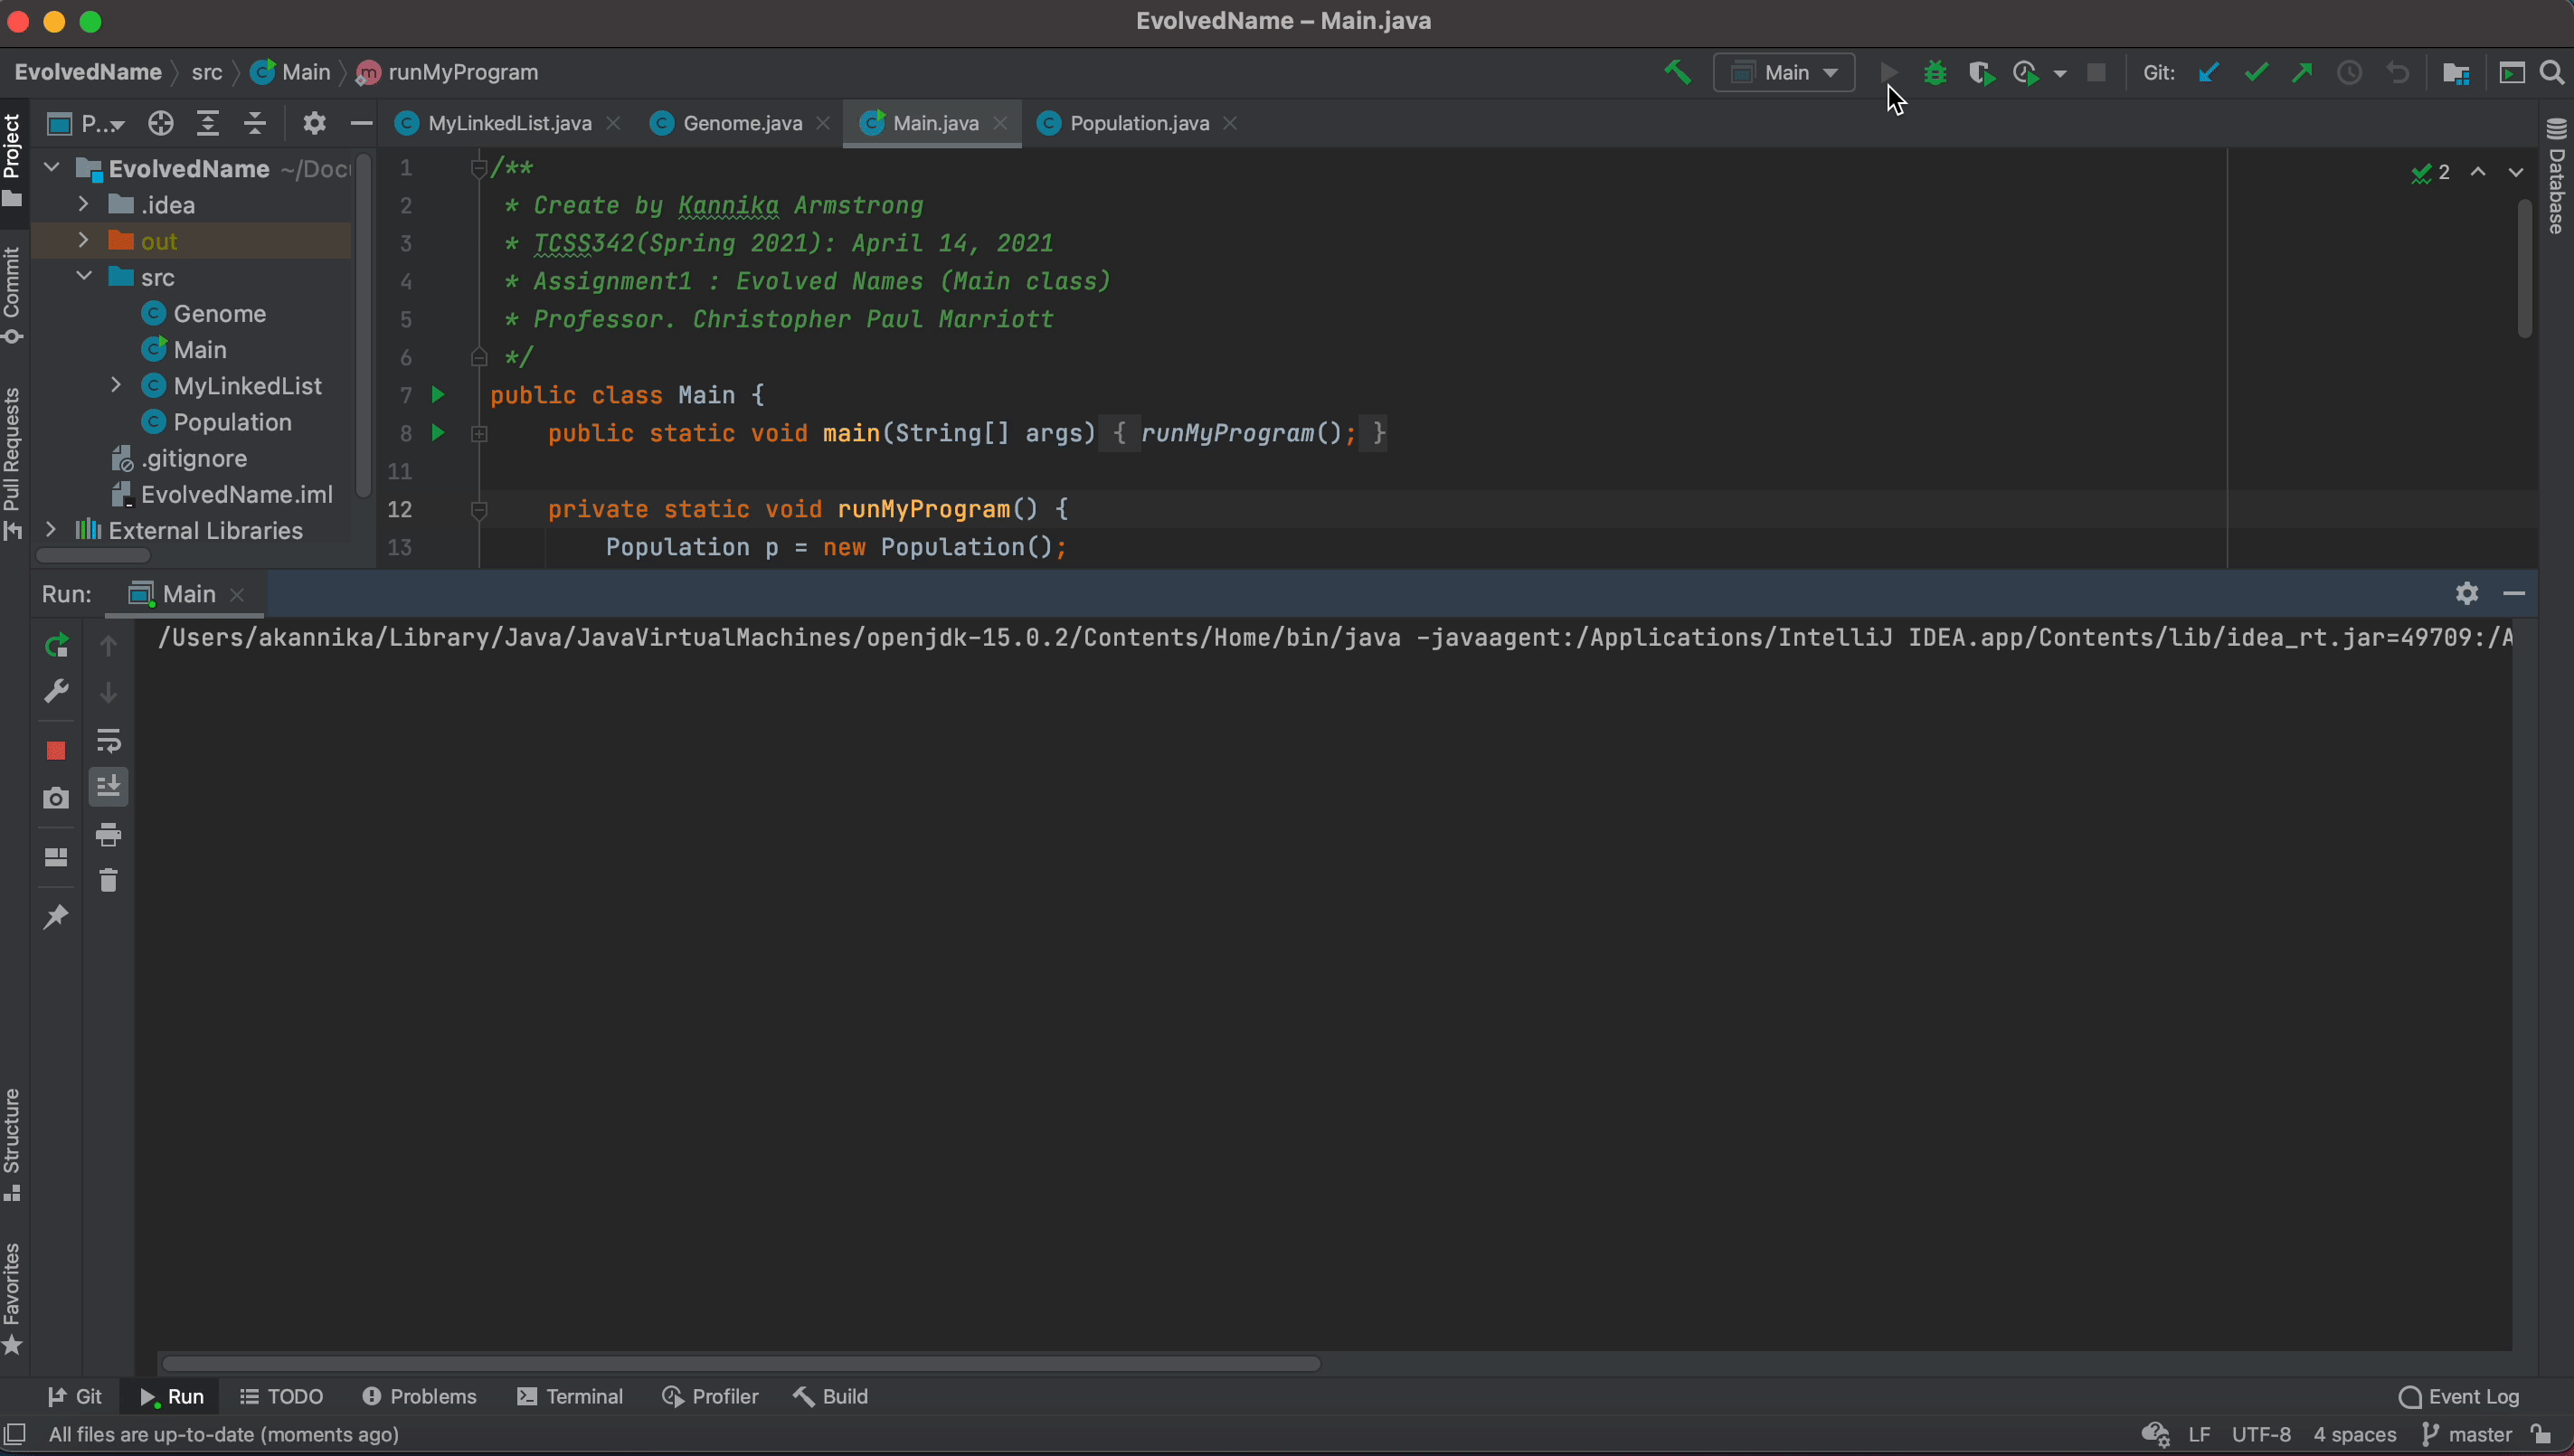 EvolvedName – Main.java
EvolvedName src Main runMyProgram
Main
Git:
Project
Commit
Pull Requests
Structure
Favorites
P...
EvolvedName ~/Doc
.idea
out
src
Genome
Main
MyLinkedList
Population
.gitignore
EvolvedName.iml
External Libraries
MyLinkedList.java Genome.java Main.java Population.java
2
Database
1 /**
2 * Create by Kannika Armstrong
3 * TCSS342(Spring 2021): April 14, 2021
4 * Assignment1 : Evolved Names (Main class)
5 * Professor. Christopher Paul Marriott
6 */
7 public class Main {
8 public static void main(String[] args) { runMyProgram(); }
11
12 private static void runMyProgram() {
13 Population p = new Population();
Run: Main
/Users/akannika/Library/Java/JavaVirtualMachines/openjdk-15.0.2/Contents/Home/bin/java -javaagent:/Applications/IntelliJ IDEA.app/Contents/lib/idea_rt.jar=49709:/A
Git Run TODO Problems Terminal Profiler Build Event Log
All files are up-to-date (moments ago) LF UTF-8 4 spaces master